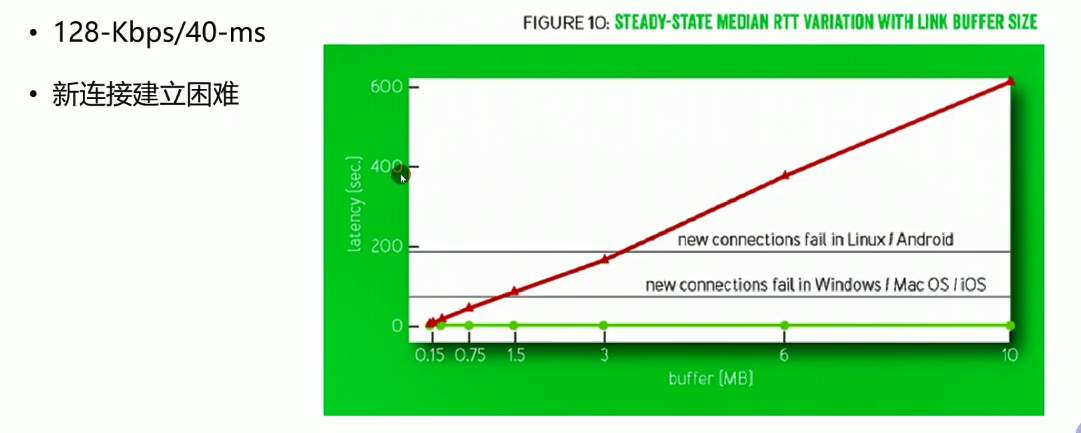 • 128-Kbps/40-ms
• 新连接建立困难
FIGURE 10: STEADY-STATE MEDIAN RTT VARIATION WITH LINK BUFFER SIZE
600
400
200
0
latency (sec.)
new connections fail in Linux / Android
new connections fail in Windows / Mac OS / iOS
0.15 0.75 1.5 3 6 10
buffer (MB)